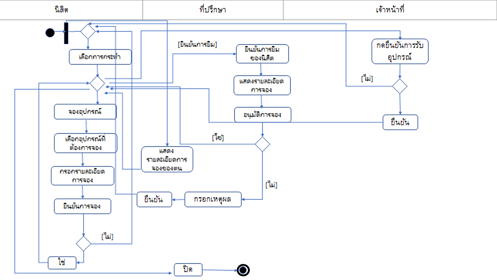 นิสิต
ที่ปรึกษา
เจ้าหน้าที่
[ยืนยันการยืม]
ยืนยันการยืม
ของนิสิต
กดยืนยันการรับ
อุปกรณ์
เลือกการกระทำ
[ไม่]
แสดงรายละเอียด
การจอง
จองอุปกรณ์
อนุมัติการจอง
ยืนยัน
เลือกอุปกรณ์ที่
ต้องการจอง
[ใช่]
แสดง
รายละเอียดการ
จองของตน
กรอกรายละเอียด
การจอง
[ไม่]
ยืนยันการจอง
ยืนยัน
กรอกเหตุผล
[ไม่]
ใช่
ปิด